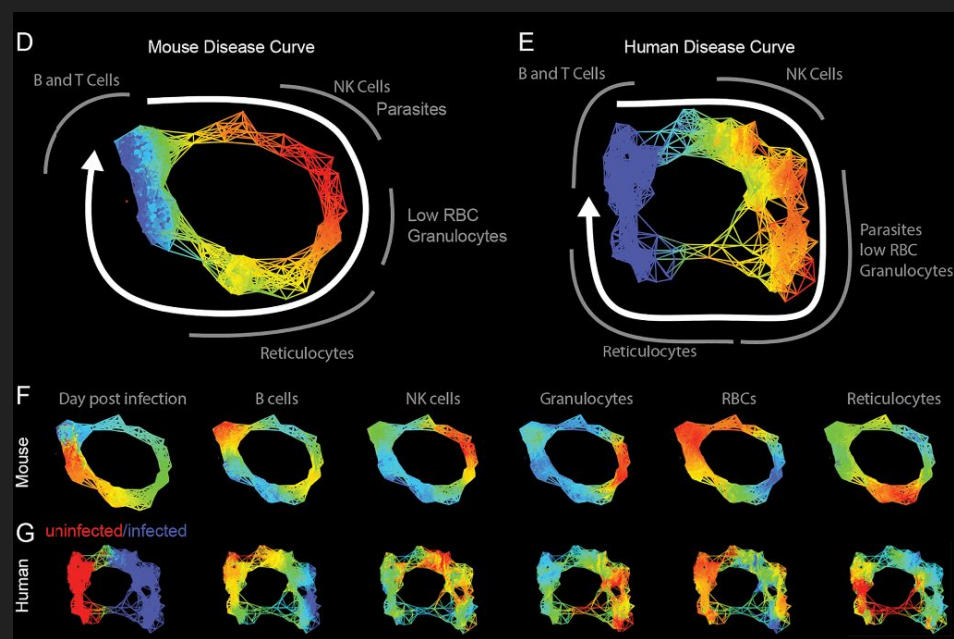 D
Mouse Disease Curve
B and T Cells
NK Cells
Parasites
Low RBC
Granulocytes
Reticulocytes
E
Human Disease Curve
B and T Cells
NK Cells
Parasites
low RBC
Granulocytes
Reticulocytes
F
Day post infection
B cells
NK cells
Granulocytes
RBCs
Reticulocytes
Mouse
G
uninfected/infected
Human